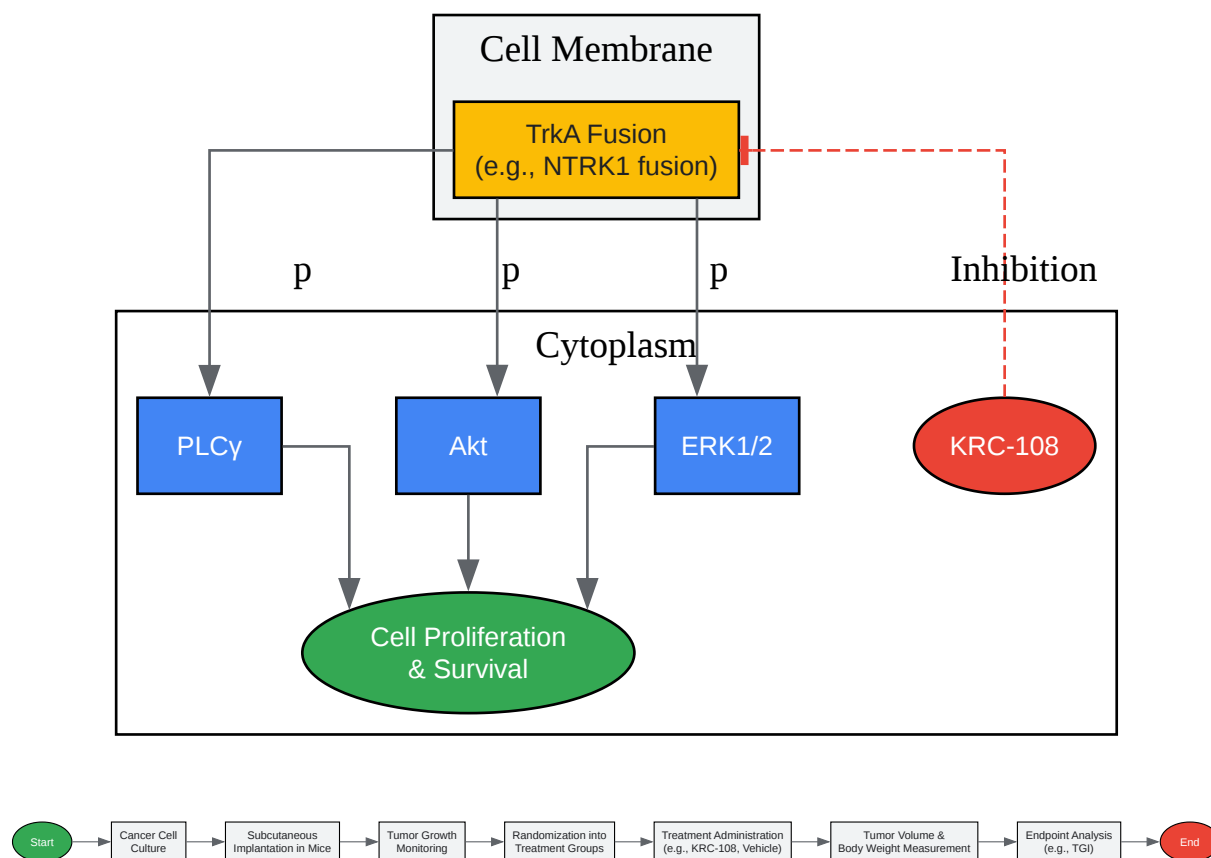 Cell Membrane
TrkA Fusion
(e.g., NTRK1 fusion)
p
p
p
Inhibition
Cytoplasm
PLCγ
Akt
ERK1/2
KRC-108
Cell Proliferation
& Survival
Start
Cancer Cell
Culture
Subcutaneous
Implantation in Mice
Tumor Growth
Monitoring
Randomization into
Treatment Groups
Treatment Administration
(e.g., KRC-108, Vehicle)
Tumor Volume &
Body Weight Measurement
Endpoint Analysis
(e.g., TGI)
End